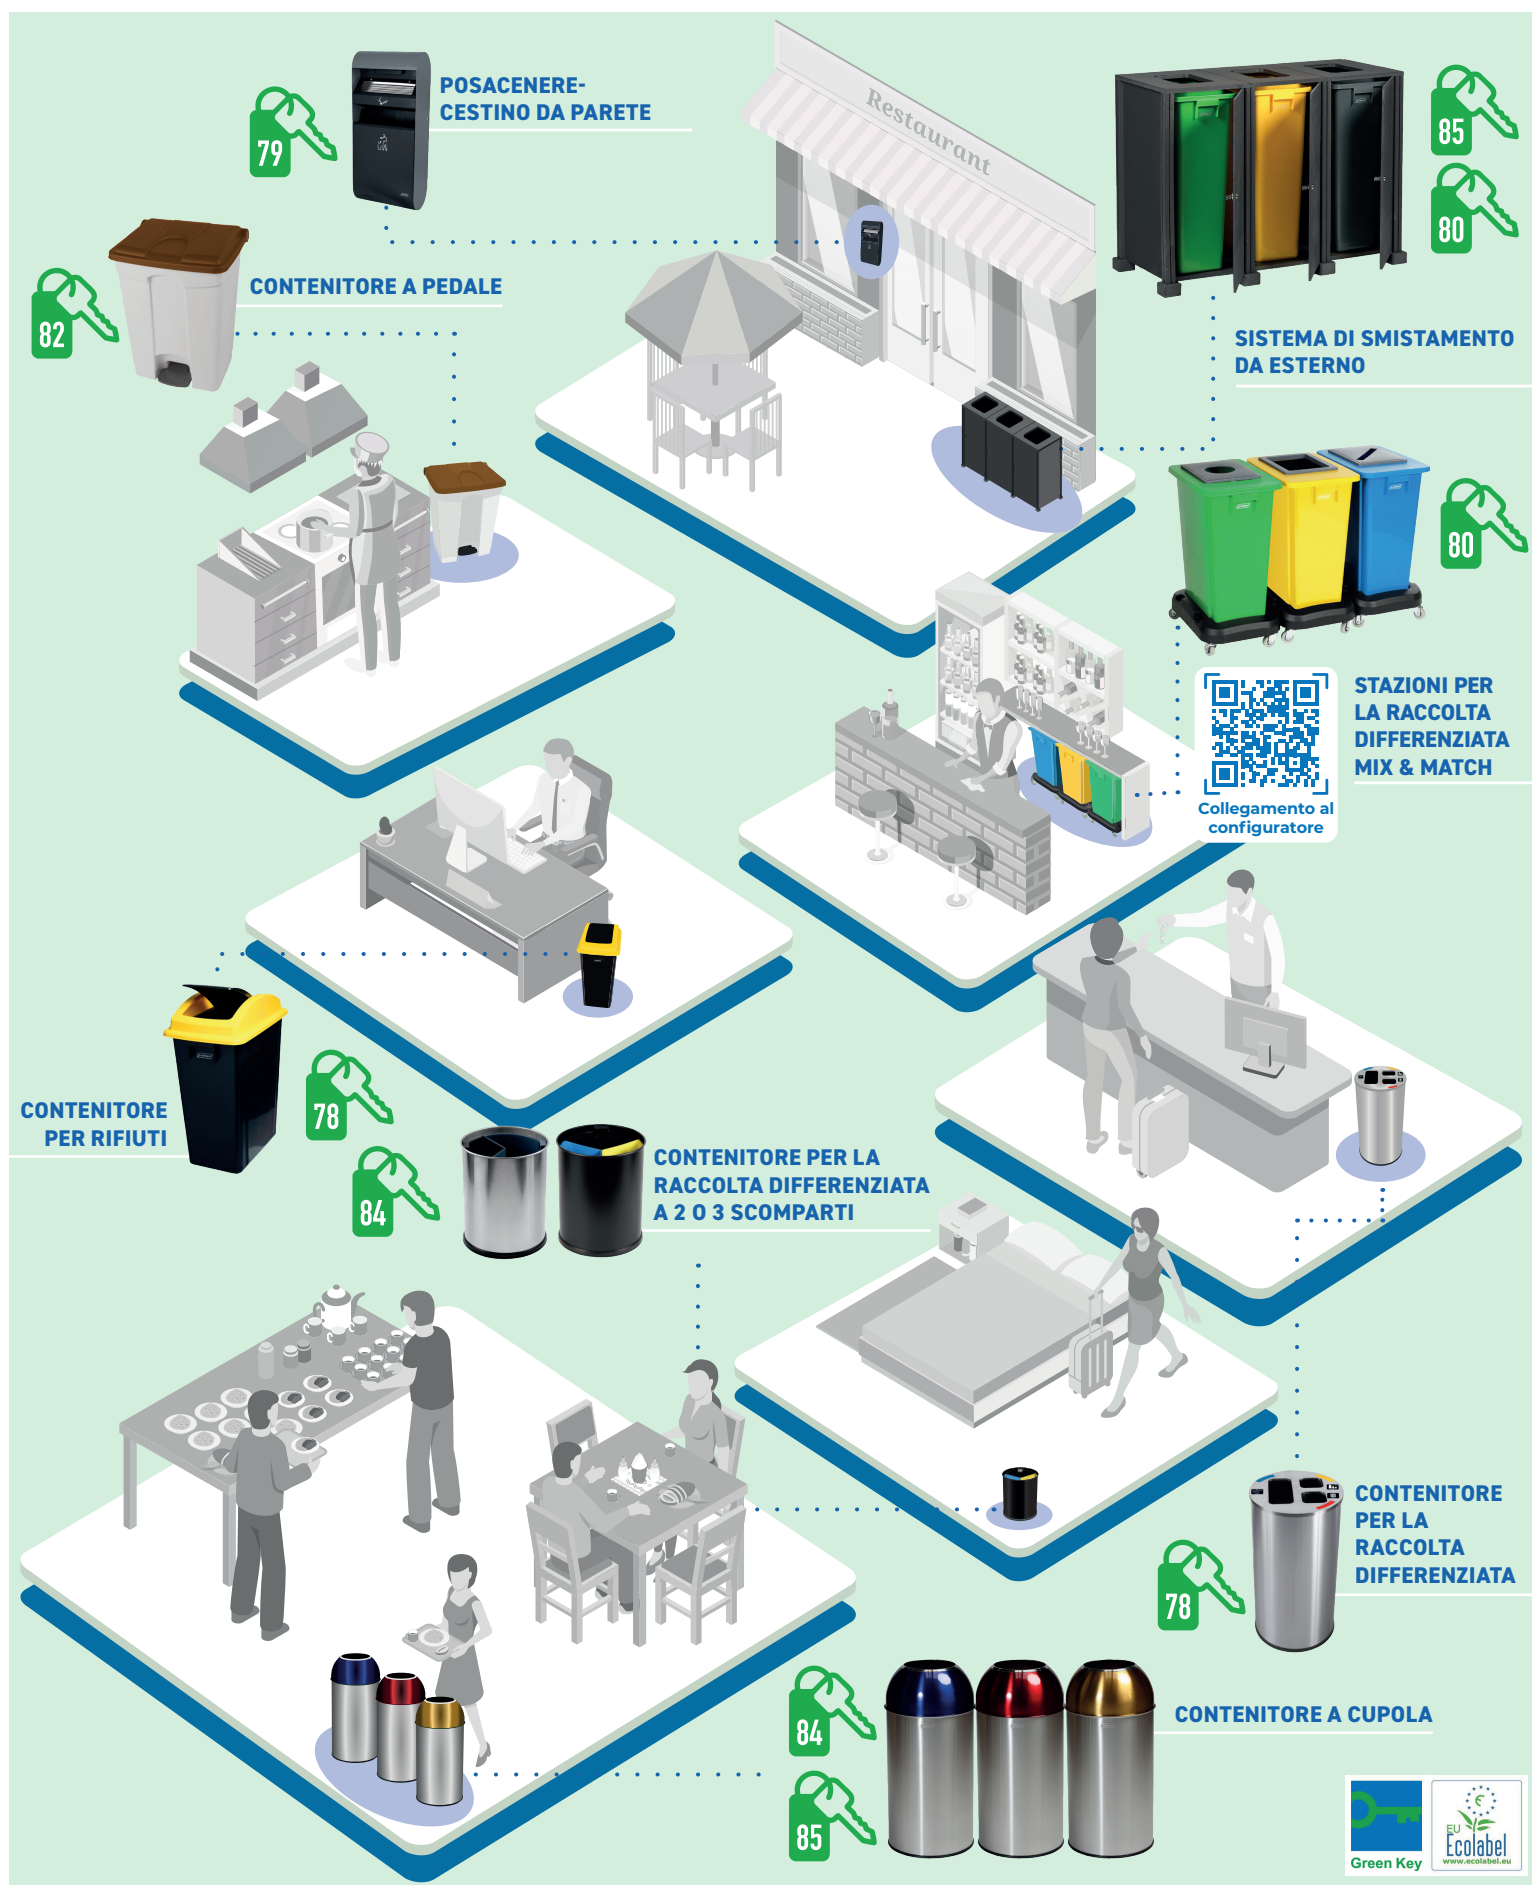 POSACENERE-
CESTINO DA PARETE
79
Restaurant
85
80
CONTENITORE A PEDALE
82
SISTEMA DI SMISTAMENTO
DA ESTERNO
80
STAZIONI PER
LA RACCOLTA
DIFFERENZIATA
MIX & MATCH
Collegamento al
configuratore
CONTENITORE
PER RIFIUTI
78
84
CONTENITORE PER LA
RACCOLTA DIFFERENZIATA
A 2 O 3 SCOMPARTI
CONTENITORE
PER LA
RACCOLTA
DIFFERENZIATA
78
84
85
CONTENITORE A CUPOLA
Green Key
EU
Ecolabel
www.ecolabel.eu